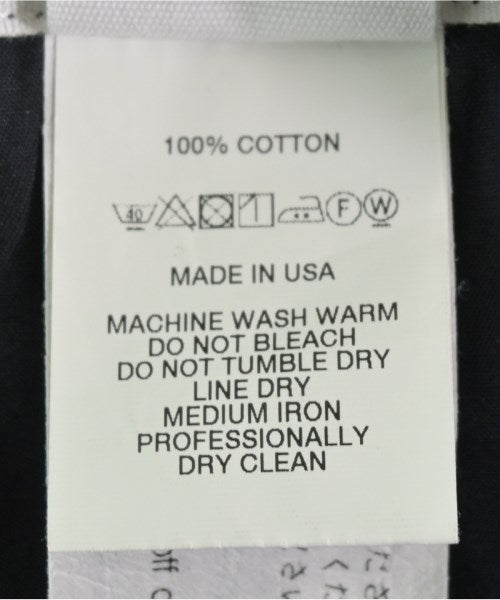 100% COTTON
40 F W
MADE IN USA
MACHINE WASH WARM
DO NOT BLEACH
DO NOT TUMBLE DRY
LINE DRY
MEDIUM IRON
PROFESSIONALLY
DRY CLEAN